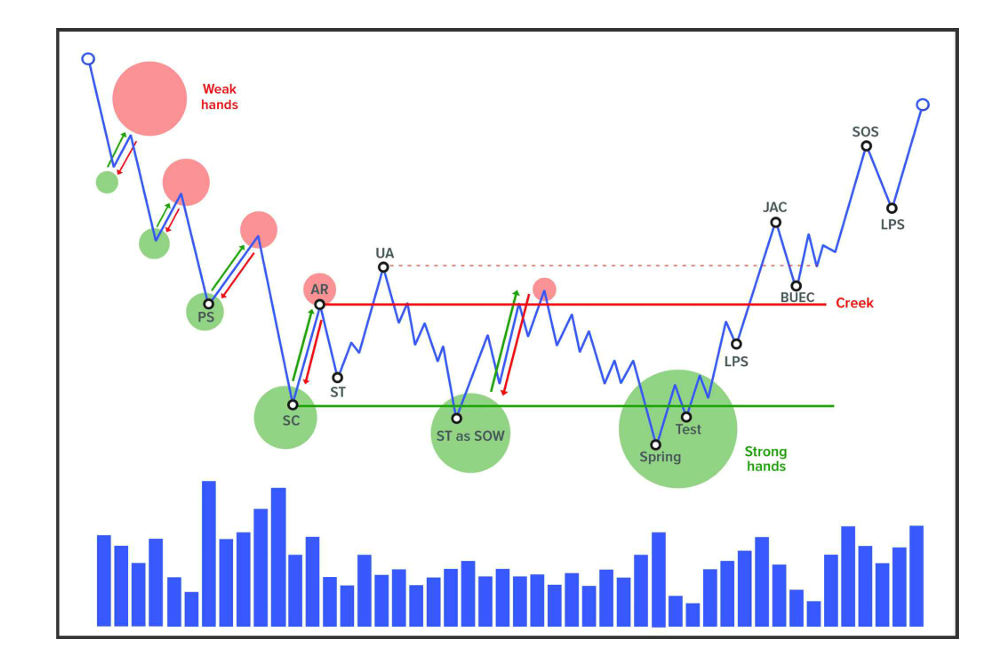 Weak
hands
SOS
JAC
LPS
UA
AR
BUEC
Creek
PS
LPS
ST
SC
Test
ST as SOW
Spring
Strong
hands